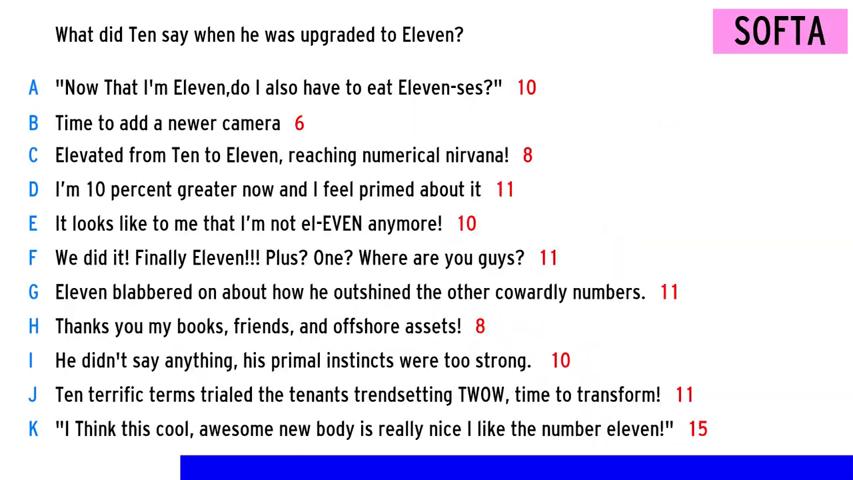 What did Ten say when he was upgraded to Eleven?
SOFTA
A "Now That I'm Eleven,do I also have to eat Eleven-ses?" 10
B Time to add a newer camera 6
C Elevated from Ten to Eleven, reaching numerical nirvana! 8
D I'm 10 percent greater now and I feel primed about it 11
E It looks like to me that I'm not el-EVEN anymore! 10
F We did it! Finally Eleven!!! Plus? One? Where are you guys? 11
G Eleven blabbered on about how he outshined the other cowardly numbers. 11
H Thanks you my books, friends, and offshore assets! 8
I He didn't say anything, his primal instincts were too strong. 10
J Ten terrific terms trialed the tenants trendsetting TWOW, time to transform! 11
K "I Think this cool, awesome new body is really nice I like the number eleven!" 15